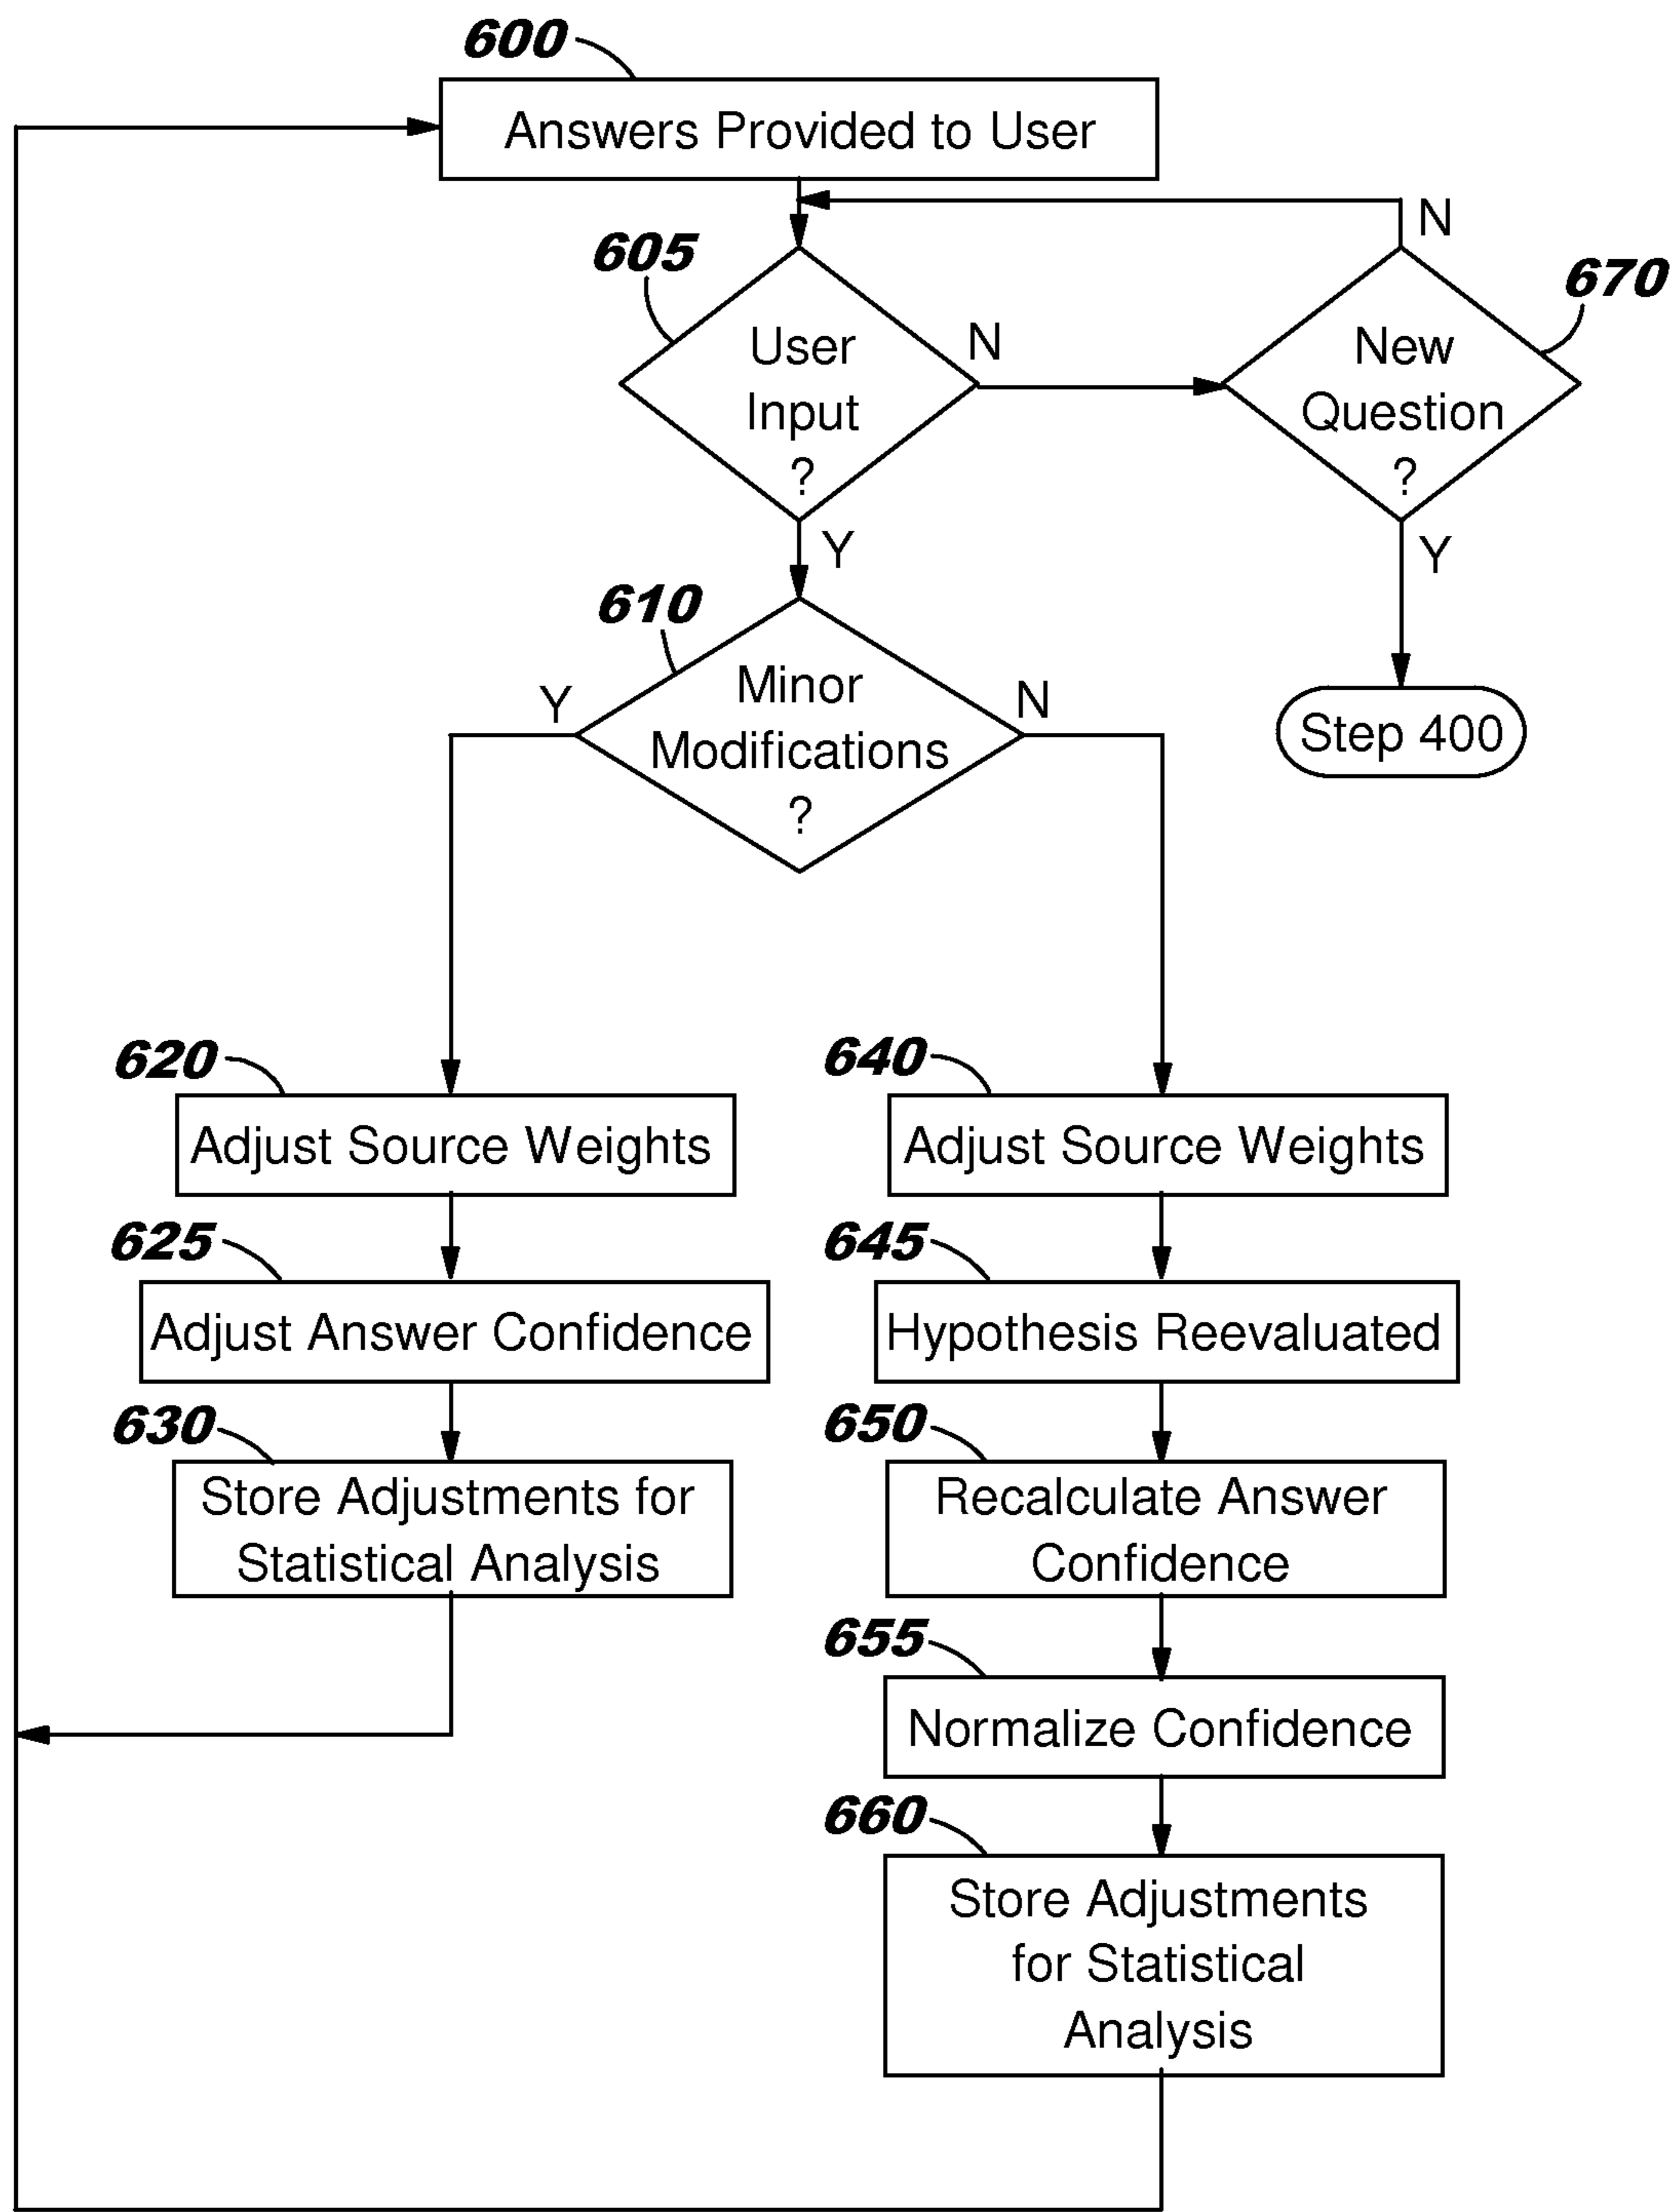 600
Answers Provided to User
N
605
670
User
Input
?
N
New
Question
?
Y
Y
610
Minor
Modifications
?
Y
N
Step 400
620
640
Adjust Source Weights
Adjust Source Weights
625
645
Adjust Answer Confidence
Hypothesis Reevaluated
630
650
Store Adjustments for
Statistical Analysis
Recalculate Answer
Confidence
655
Normalize Confidence
660
Store Adjustments
for Statistical
Analysis